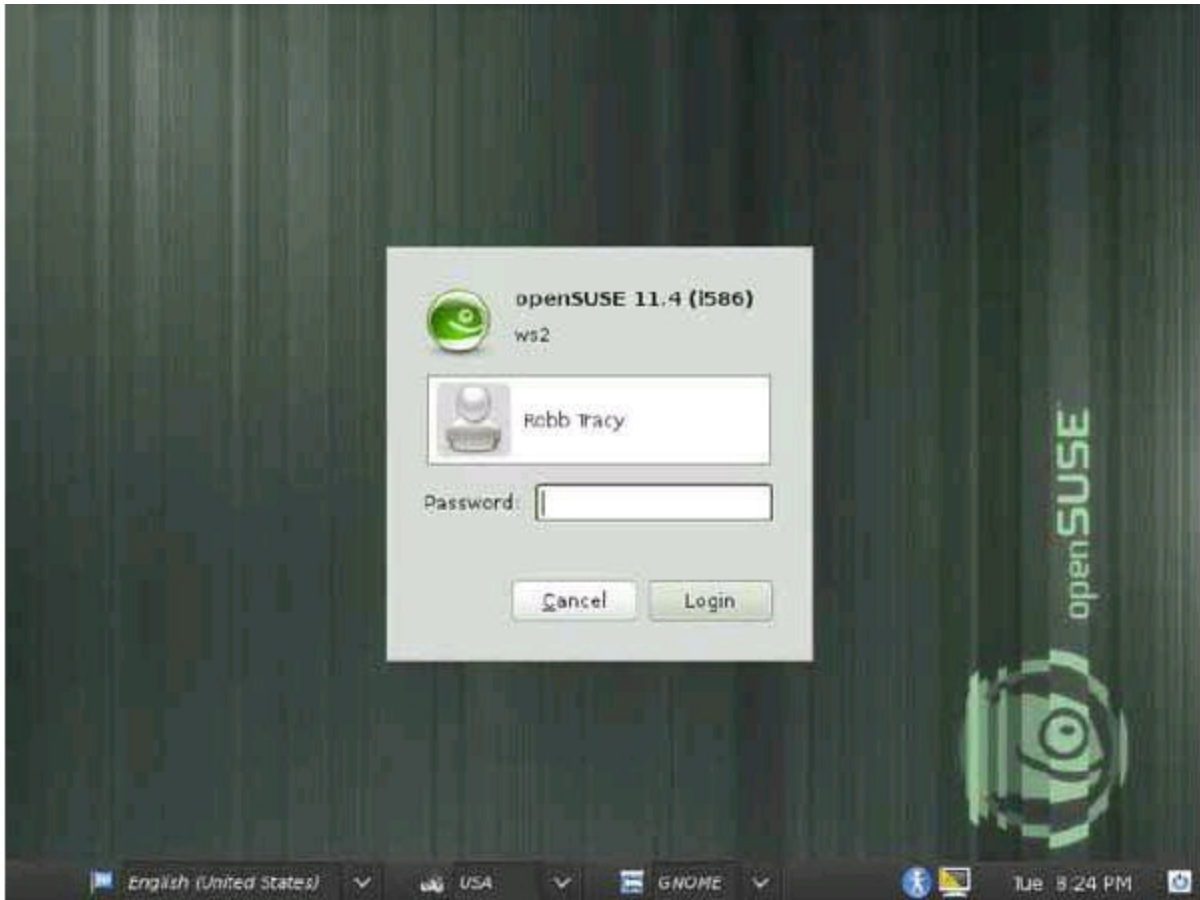 openSUSE 11.4 (i586)
ws2
Robb Tracy
Password:
Cancel
Login
openSUSE
English (United States)
USA
GNOME
Tue 8:24 PM